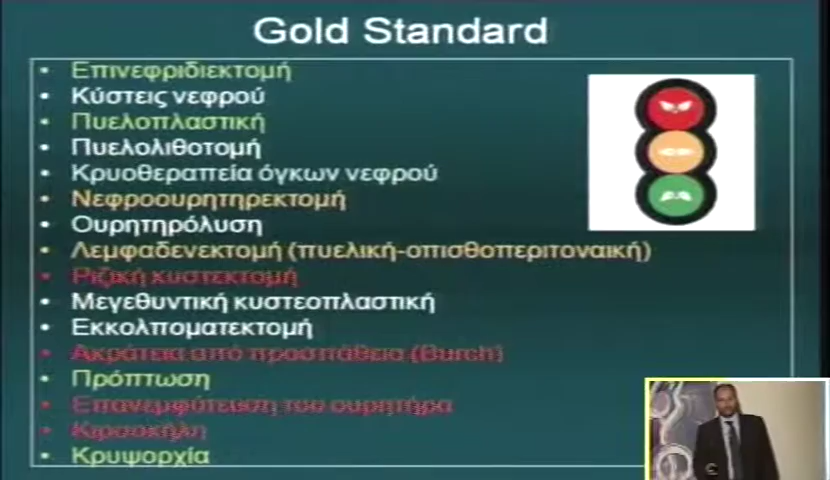 Gold Standard
• Επινεφριδιεκτομή
• Κύστεις νεφρού
• Πυελοπλαστική
• Πυελολιθοτομή
• Κρυοθεραπεία όγκων νεφρού
• Νεφροουρητηρεκτομή
• Ουρητηρόλυση
• Λεμφαδενεκτομή (πυελική-οπισθοπεριτοναική)
• Ριζική κυστεκτομή
• Μεγεθυντική κυστεοπλαστική
• Εκκολπωματεκτομή
• Ακράτεια από προσπάθεια (Burch)
• Πρόπτωση
• Επανεμφύτευση του ουρητήρα
• Κιρσοκήλη
• Κρυψορχία